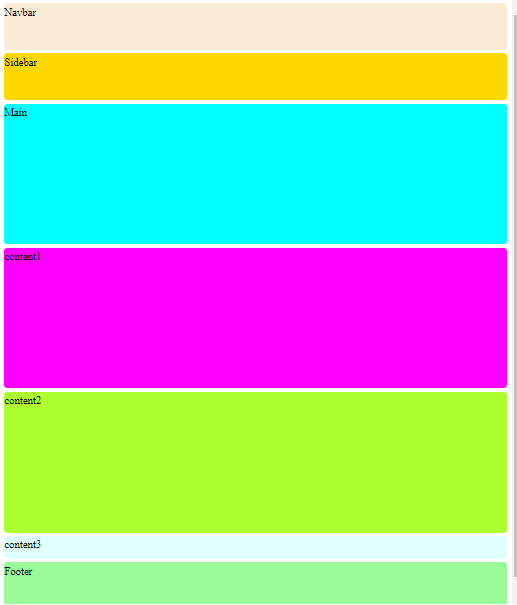 Navbar
Sidebar
Main
content1
content2
content3
Footer